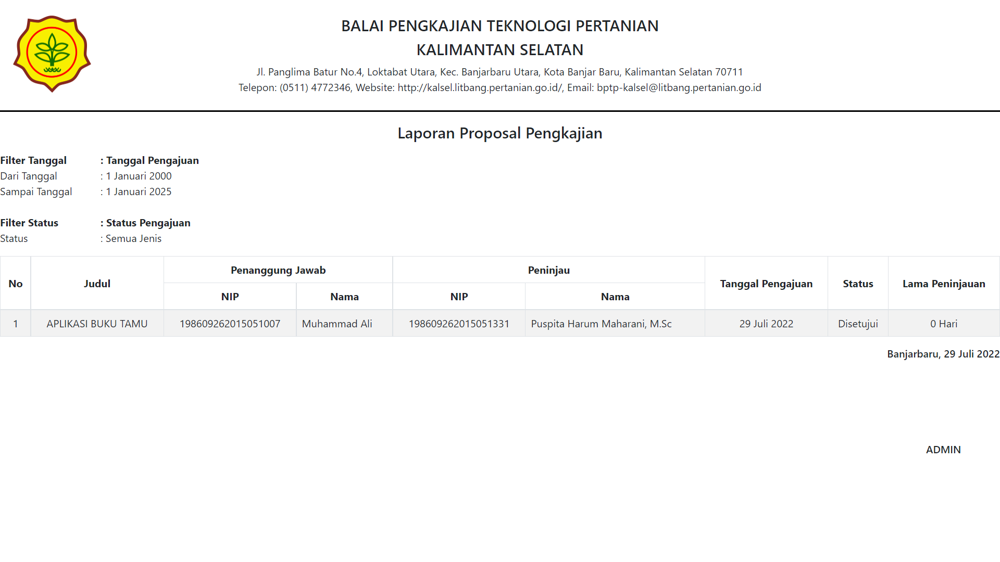 BALAI PENGKAJIAN TEKNOLOGI PERTANIAN
KALIMANTAN SELATAN
Jl. Panglima Batur No.4, Loktabat Utara, Kec. Banjarbaru Utara, Kota Banjar Baru, Kalimantan Selatan 70711
Telepon: (0511) 4772346, Website: http://kalsel.litbang.pertanian.go.id/, Email: bptp-kalsel@litbang.pertanian.go.id
Laporan Proposal Pengkajian
Filter Tanggal : Tanggal Pengajuan
Dari Tanggal : 1 Januari 2000
Sampai Tanggal : 1 Januari 2025
Filter Status : Status Pengajuan
Status : Semua Jenis
No Judul Penanggung Jawab Peninjau Tanggal Pengajuan Status Lama Peninjauan
NIP Nama NIP Nama
1 APLIKASI BUKU TAMU 198609262015051007 Muhammad Ali 198609262015051331 Puspita Harum Maharani, M.Sc 29 Juli 2022 Disetujui 0 Hari
Banjarbaru, 29 Juli 2022
ADMIN